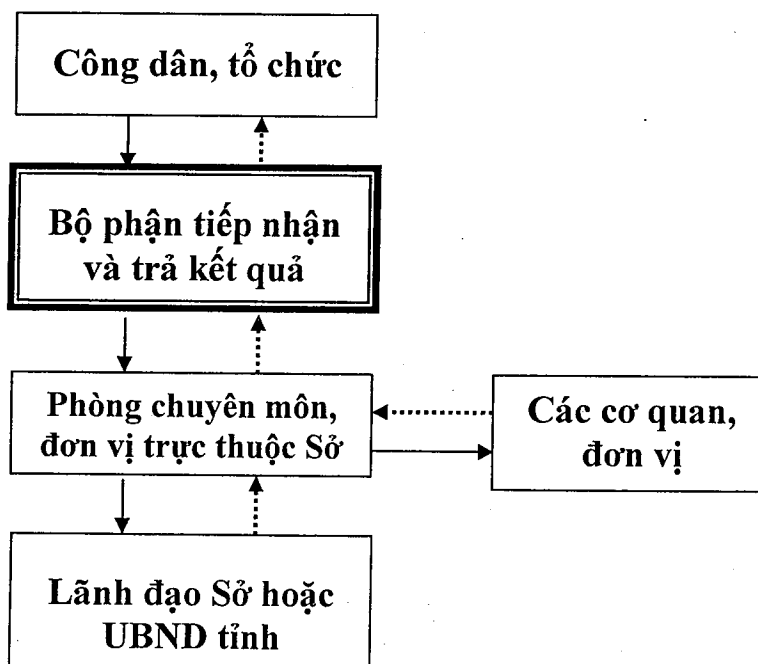 Công dân, tổ chức
Bộ phận tiếp nhận
và trả kết quả
Phòng chuyên môn,
đơn vị trực thuộc Sở
Các cơ quan,
đơn vị
Lãnh đạo Sở hoặc
UBND tỉnh